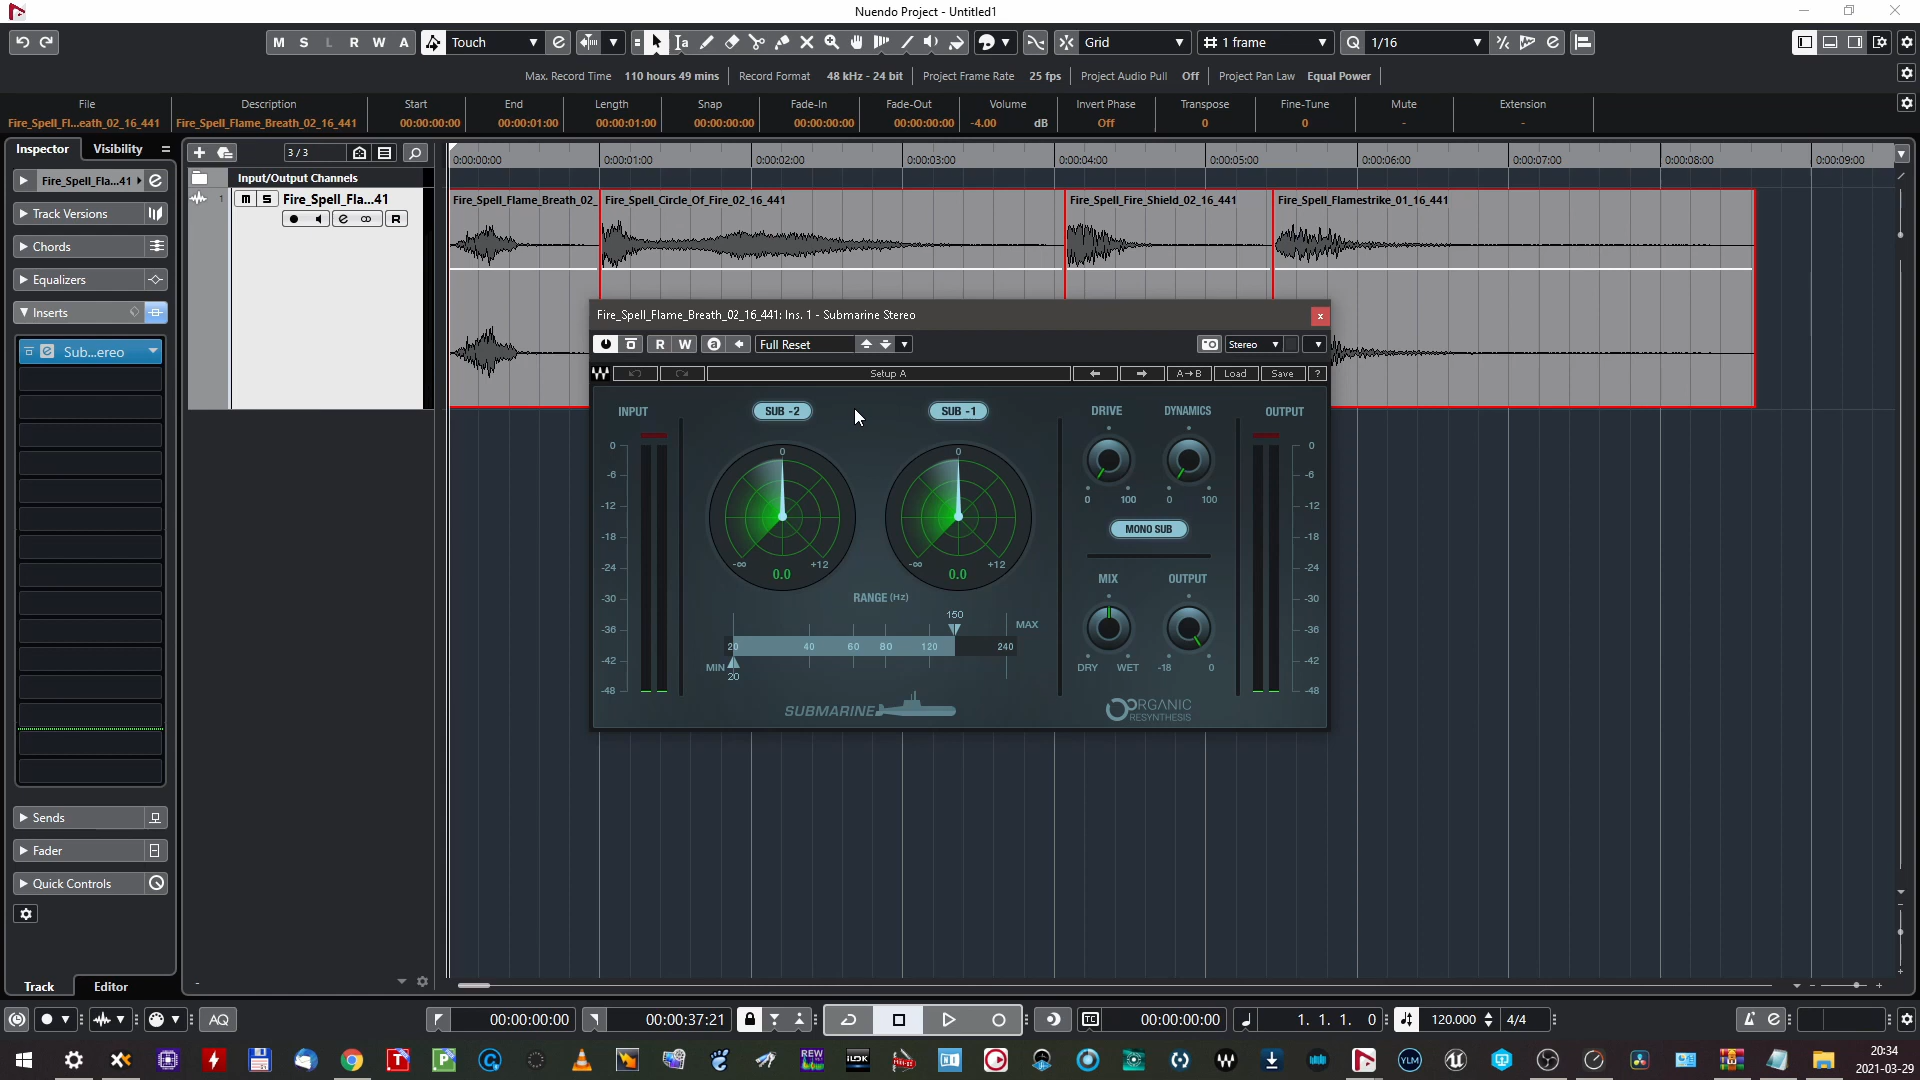 Nuendo Project - Untitled1
M S L R W A Touch Grid 1 frame Q 1/16
Max. Record Time 110 hours 49 mins Record Format 48 kHz - 24 bit Project Frame Rate 25 fps Project Audio Pull Off Project Pan Law Equal Power
File Description Start End Length Snap Fade-In Fade-Out Volume Invert Phase Transpose Fine-Tune Mute Extension
Fire_Spell_Fl...eath_02_16_441 Fire_Spell_Flame_Breath_02_16_441 00:00:00:00 00:00:01:00 00:00:01:00 00:00:00:00 00:00:00:00 00:00:00:00 -4.00 dB Off 0 0 - -
Inspector Visibility
3 / 3
0:00:00:00 0:00:01:00 0:00:02:00 0:00:03:00 0:00:04:00 0:00:05:00 0:00:06:00 0:00:07:00 0:00:08:00 0:00:09:00
Fire_Spell_Fla...41
Input/Output Channels
1 m S Fire_Spell_Fla...41
R
Fire_Spell_Flame_Breath_02_ Fire_Spell_Circle_Of_Fire_02_16_441 Fire_Spell_Fire_Shield_02_16_441 Fire_Spell_Flamestrike_01_16_441
Track Versions
Chords
Equalizers
Inserts
Sub...ereo
Sends
Fader
Quick Controls
Track Editor
Fire_Spell_Flame_Breath_02_16_441: Ins. 1 - Submarine Stereo x
R W a Full Reset Stereo
Setup A A→B Load Save ?
INPUT SUB -2 SUB -1 DRIVE DYNAMICS OUTPUT
0 -6 -12 -18 -24 -30 -36 -42 -48
0 -∞ +12 0.0
0 -∞ +12 0.0
0 100 0 100
MONO SUB
RANGE (Hz)
150
MAX
20 40 60 80 120 240
MIN
20
MIX OUTPUT
DRY WET -18 0
0 -6 -12 -18 -24 -30 -36 -42 -48
SUBMARINE
ORGANIC
RESYNTHESIS
AQ 00:00:00:00 00:00:37:21 TC 00:00:00:00 1. 1. 1. 0 120.000 4/4
REW iLOK YLM
20:34
2021-03-29